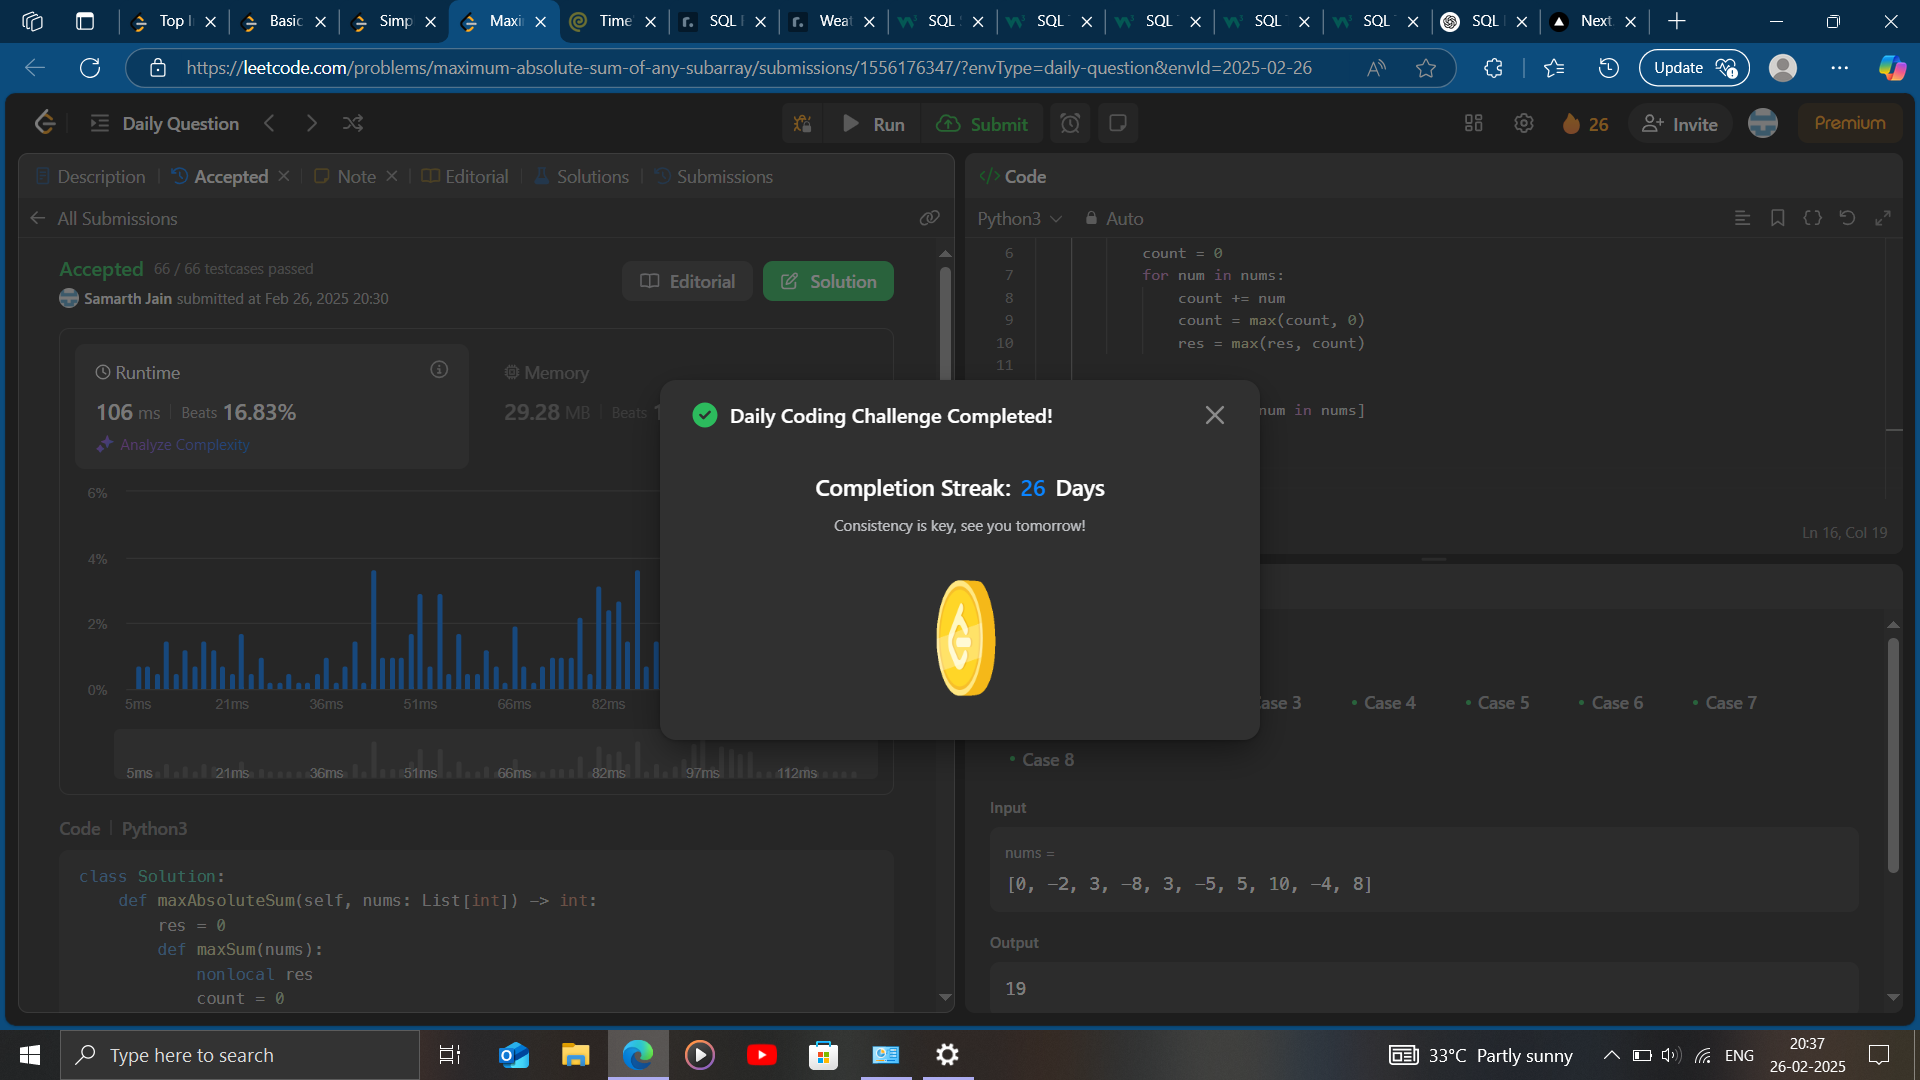 Top I
Basic
Simp
Maxi
Time'
SQL I
Weat
SQL
SQL
SQL
SQL
SQL
SQL
Next.
https://leetcode.com/problems/maximum-absolute-sum-of-any-subarray/submissions/1556176347/?envType=daily-question&envId=2025-02-26
Update
Daily Question
Run
Submit
26
Invite
Premium
Description
Accepted
Note
Editorial
Solutions
Submissions
All Submissions
Accepted 66 / 66 testcases passed
Samarth Jain submitted at Feb 26, 2025 20:30
Editorial
Solution
Runtime
106 ms | Beats 16.83%
Analyze Complexity
Memory
29.28 MB | Beats 1
6%
4%
2%
0%
5ms 21ms 36ms 51ms 66ms 82ms
5ms 21ms 36ms 51ms 66ms 82ms 97ms 112ms
Code | Python3
class Solution:
def maxAbsoluteSum(self, nums: List[int]) -> int:
res = 0
def maxSum(nums):
nonlocal res
count = 0
Daily Coding Challenge Completed!
Completion Streak: 26 Days
Consistency is key, see you tomorrow!
</> Code
Python3
Auto
6 count = 0
7 for num in nums:
8 count += num
9 count = max(count, 0)
10 res = max(res, count)
11
num in nums]
Ln 16, Col 19
ase 3
Case 4
Case 5
Case 6
Case 7
Case 8
Input
nums =
[0, −2, 3, −8, 3, −5, 5, 10, −4, 8]
Output
19
Type here to search
33°C Partly sunny
ENG
20:37
26-02-2025